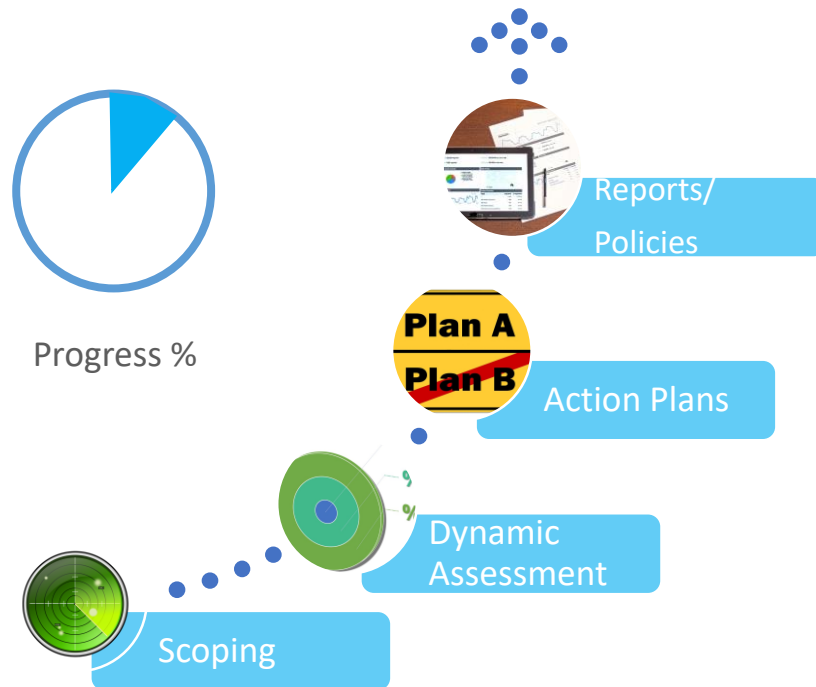 Reports/
Policies
Plan A
Plan B
Progress %
Action Plans
Dynamic
Assessment
Scoping